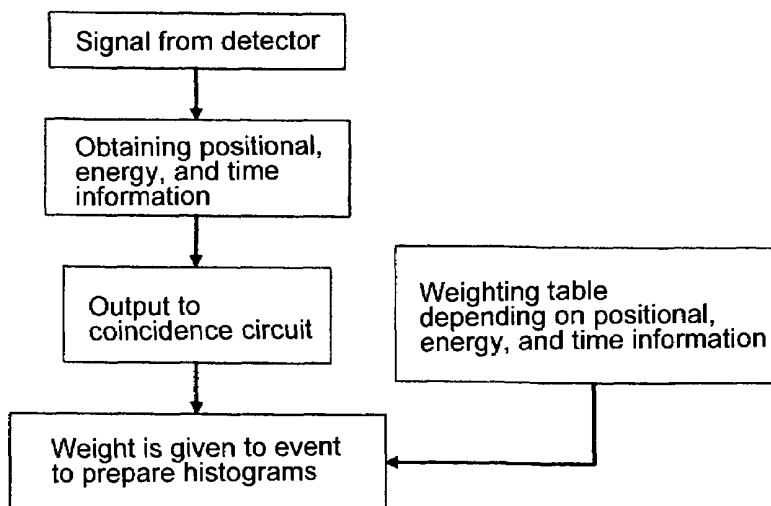 Signal from detector
Obtaining positional,
energy, and time
information
Output to
coincidence circuit
Weighting table
depending on positional,
energy, and time information
Weight is given to event
to prepare histograms